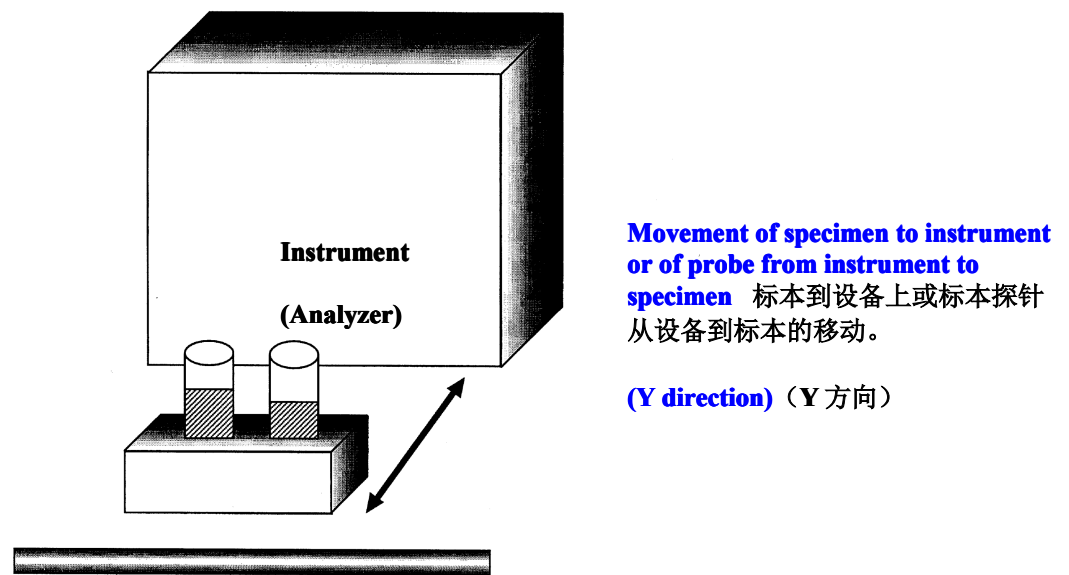 Instrument
(Analyzer)
Movement of specimen to instrument
or of probe from instrument to
specimen 标本到设备上或标本探针
从设备到标本的移动。
(Y direction)（Y 方向）